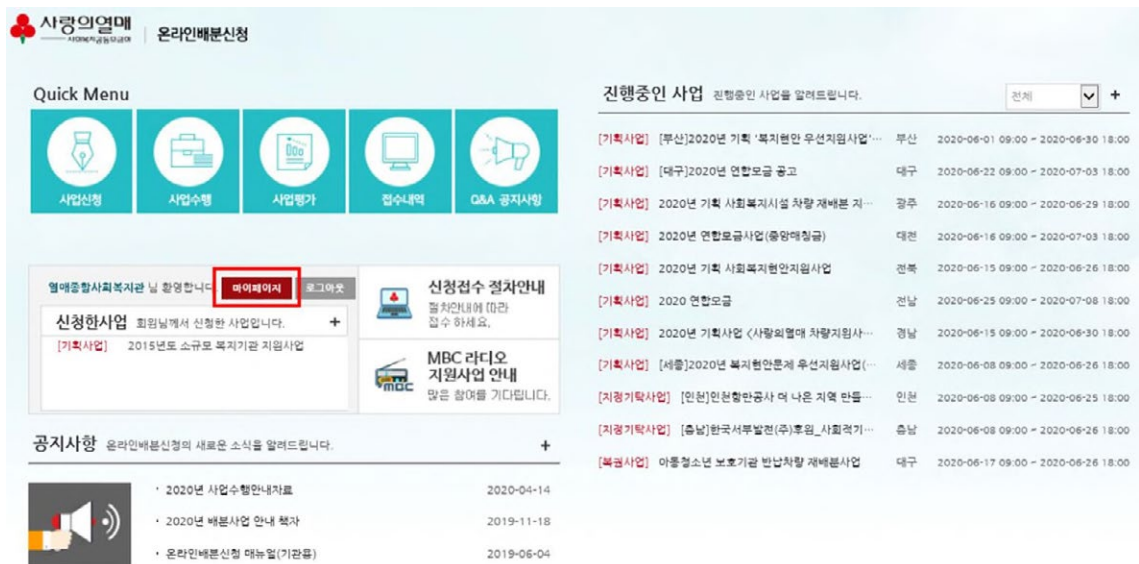 사랑의열매
사회복지공동모금회
온라인배분신청
Quick Menu
사업신청
사업수행
사업평가
접수내역
Q&A 공지사항
열매종합사회복지관 님 환영합니다
마이페이지
로그아웃
신청한사업 회원님께서 신청한 사업입니다. +
[기획사업] 2015년도 소규모 복지기관 지원사업
신청접수 절차안내
절차안내에 따라
접수 하세요.
MBC 라디오
지원사업 안내
많은 참여를 기다립니다.
mbc
공지사항 온라인배분신청의 새로운 소식을 알려드립니다. +
· 2020년 사업수행안내자료 2020-04-14
· 2020년 배분사업 안내 책자 2019-11-18
· 온라인배분신청 매뉴얼(기관용) 2019-06-04
진행중인 사업 진행중인 사업을 알려드립니다. 전체 +
[기획사업] [부산]2020년 기획 '복지현안 우선지원사업'… 부산 2020-06-01 09:00 ~ 2020-06-30 18:00
[기획사업] [대구]2020년 연합모금 공고 대구 2020-06-22 09:00 ~ 2020-07-03 18:00
[기획사업] 2020년 기획 사회복지시설 차량 재배분 지… 광주 2020-06-16 09:00 ~ 2020-06-29 18:00
[기획사업] 2020년 연합모금사업(중앙매칭금) 대전 2020-06-16 09:00 ~ 2020-07-03 18:00
[기획사업] 2020년 기획 사회복지현안지원사업 전북 2020-06-15 09:00 ~ 2020-06-26 18:00
[기획사업] 2020 연합모금 전남 2020-06-25 09:00 ~ 2020-07-08 18:00
[기획사업] 2020년 기획사업 <사랑의열매 차량지원사… 경남 2020-06-15 09:00 ~ 2020-06-30 18:00
[기획사업] [세종]2020년 복지현안문제 우선지원사업(… 세종 2020-06-08 09:00 ~ 2020-06-26 18:00
[지정기탁사업] [인천]인천항만공사 더 나은 지역 만들… 인천 2020-06-08 09:00 ~ 2020-06-25 18:00
[지정기탁사업] [충남]한국서부발전(주)후원_사회적기… 충남 2020-06-08 09:00 ~ 2020-06-26 18:00
[복권사업] 아동청소년 보호기관 반납차량 재배분사업 대구 2020-06-17 09:00 ~ 2020-06-26 18:00